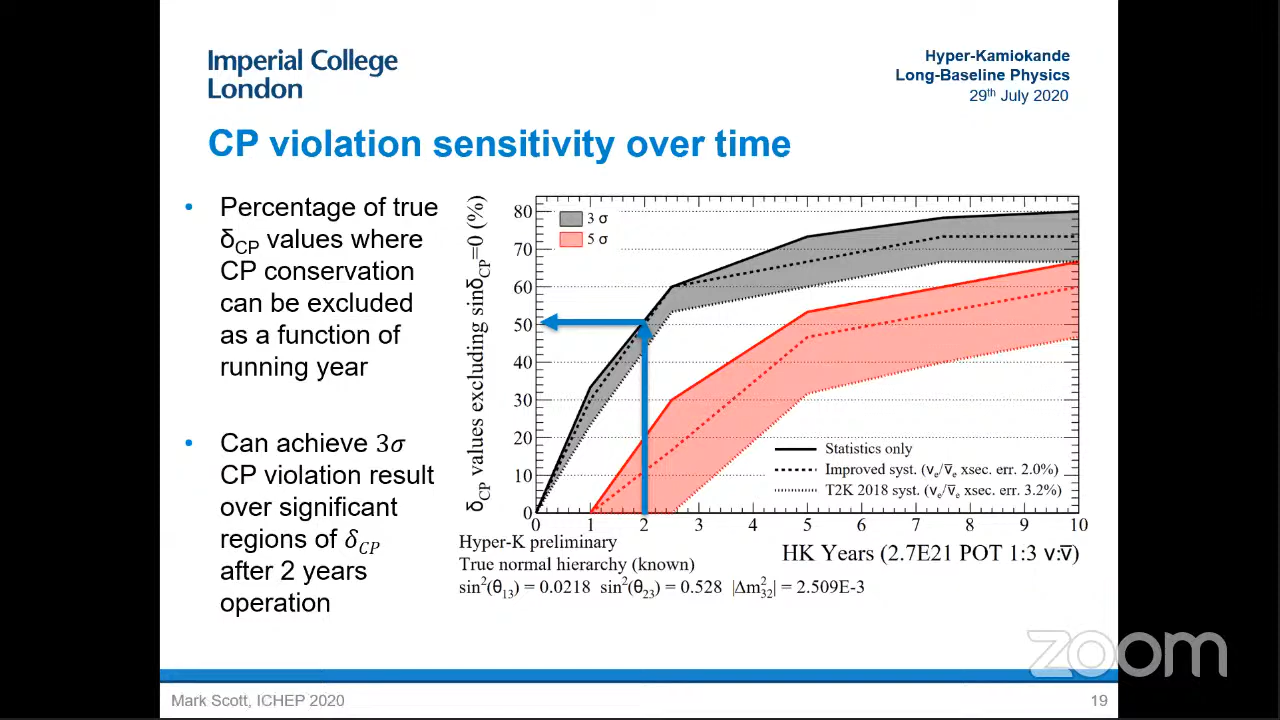 Imperial College
London
Hyper-Kamiokande
Long-Baseline Physics
29th July 2020
CP violation sensitivity over time
• Percentage of true
δCP values where
CP conservation
can be excluded
as a function of
running year
• Can achieve 3σ
CP violation result
over significant
regions of δCP
after 2 years
operation
δCP values excluding sinδCP=0 (%)
80
70
60
50
40
30
20
10
0
3 σ
5 σ
Statistics only
Improved syst. (νe/ν̅e xsec. err. 2.0%)
T2K 2018 syst. (νe/ν̅e xsec. err. 3.2%)
0 1 2 3 4 5 6 7 8 9 10
HK Years (2.7E21 POT 1:3 ν:ν̅)
Hyper-K preliminary
True normal hierarchy (known)
sin²(θ13) = 0.0218 sin²(θ23) = 0.528 |Δm²32| = 2.509E-3
zoom
Mark Scott, ICHEP 2020
19